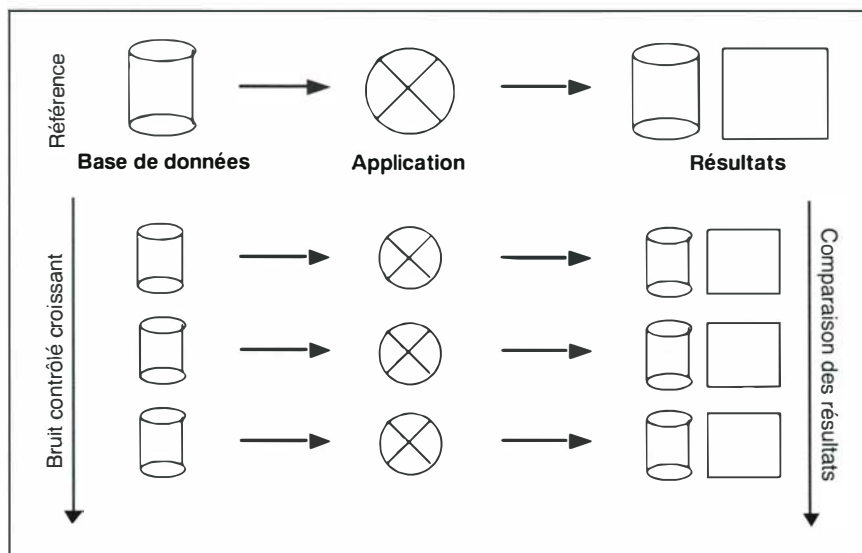 Référence
Base de données
Application
Résultats
Bruit contrôlé croissant
Comparaison des résultats